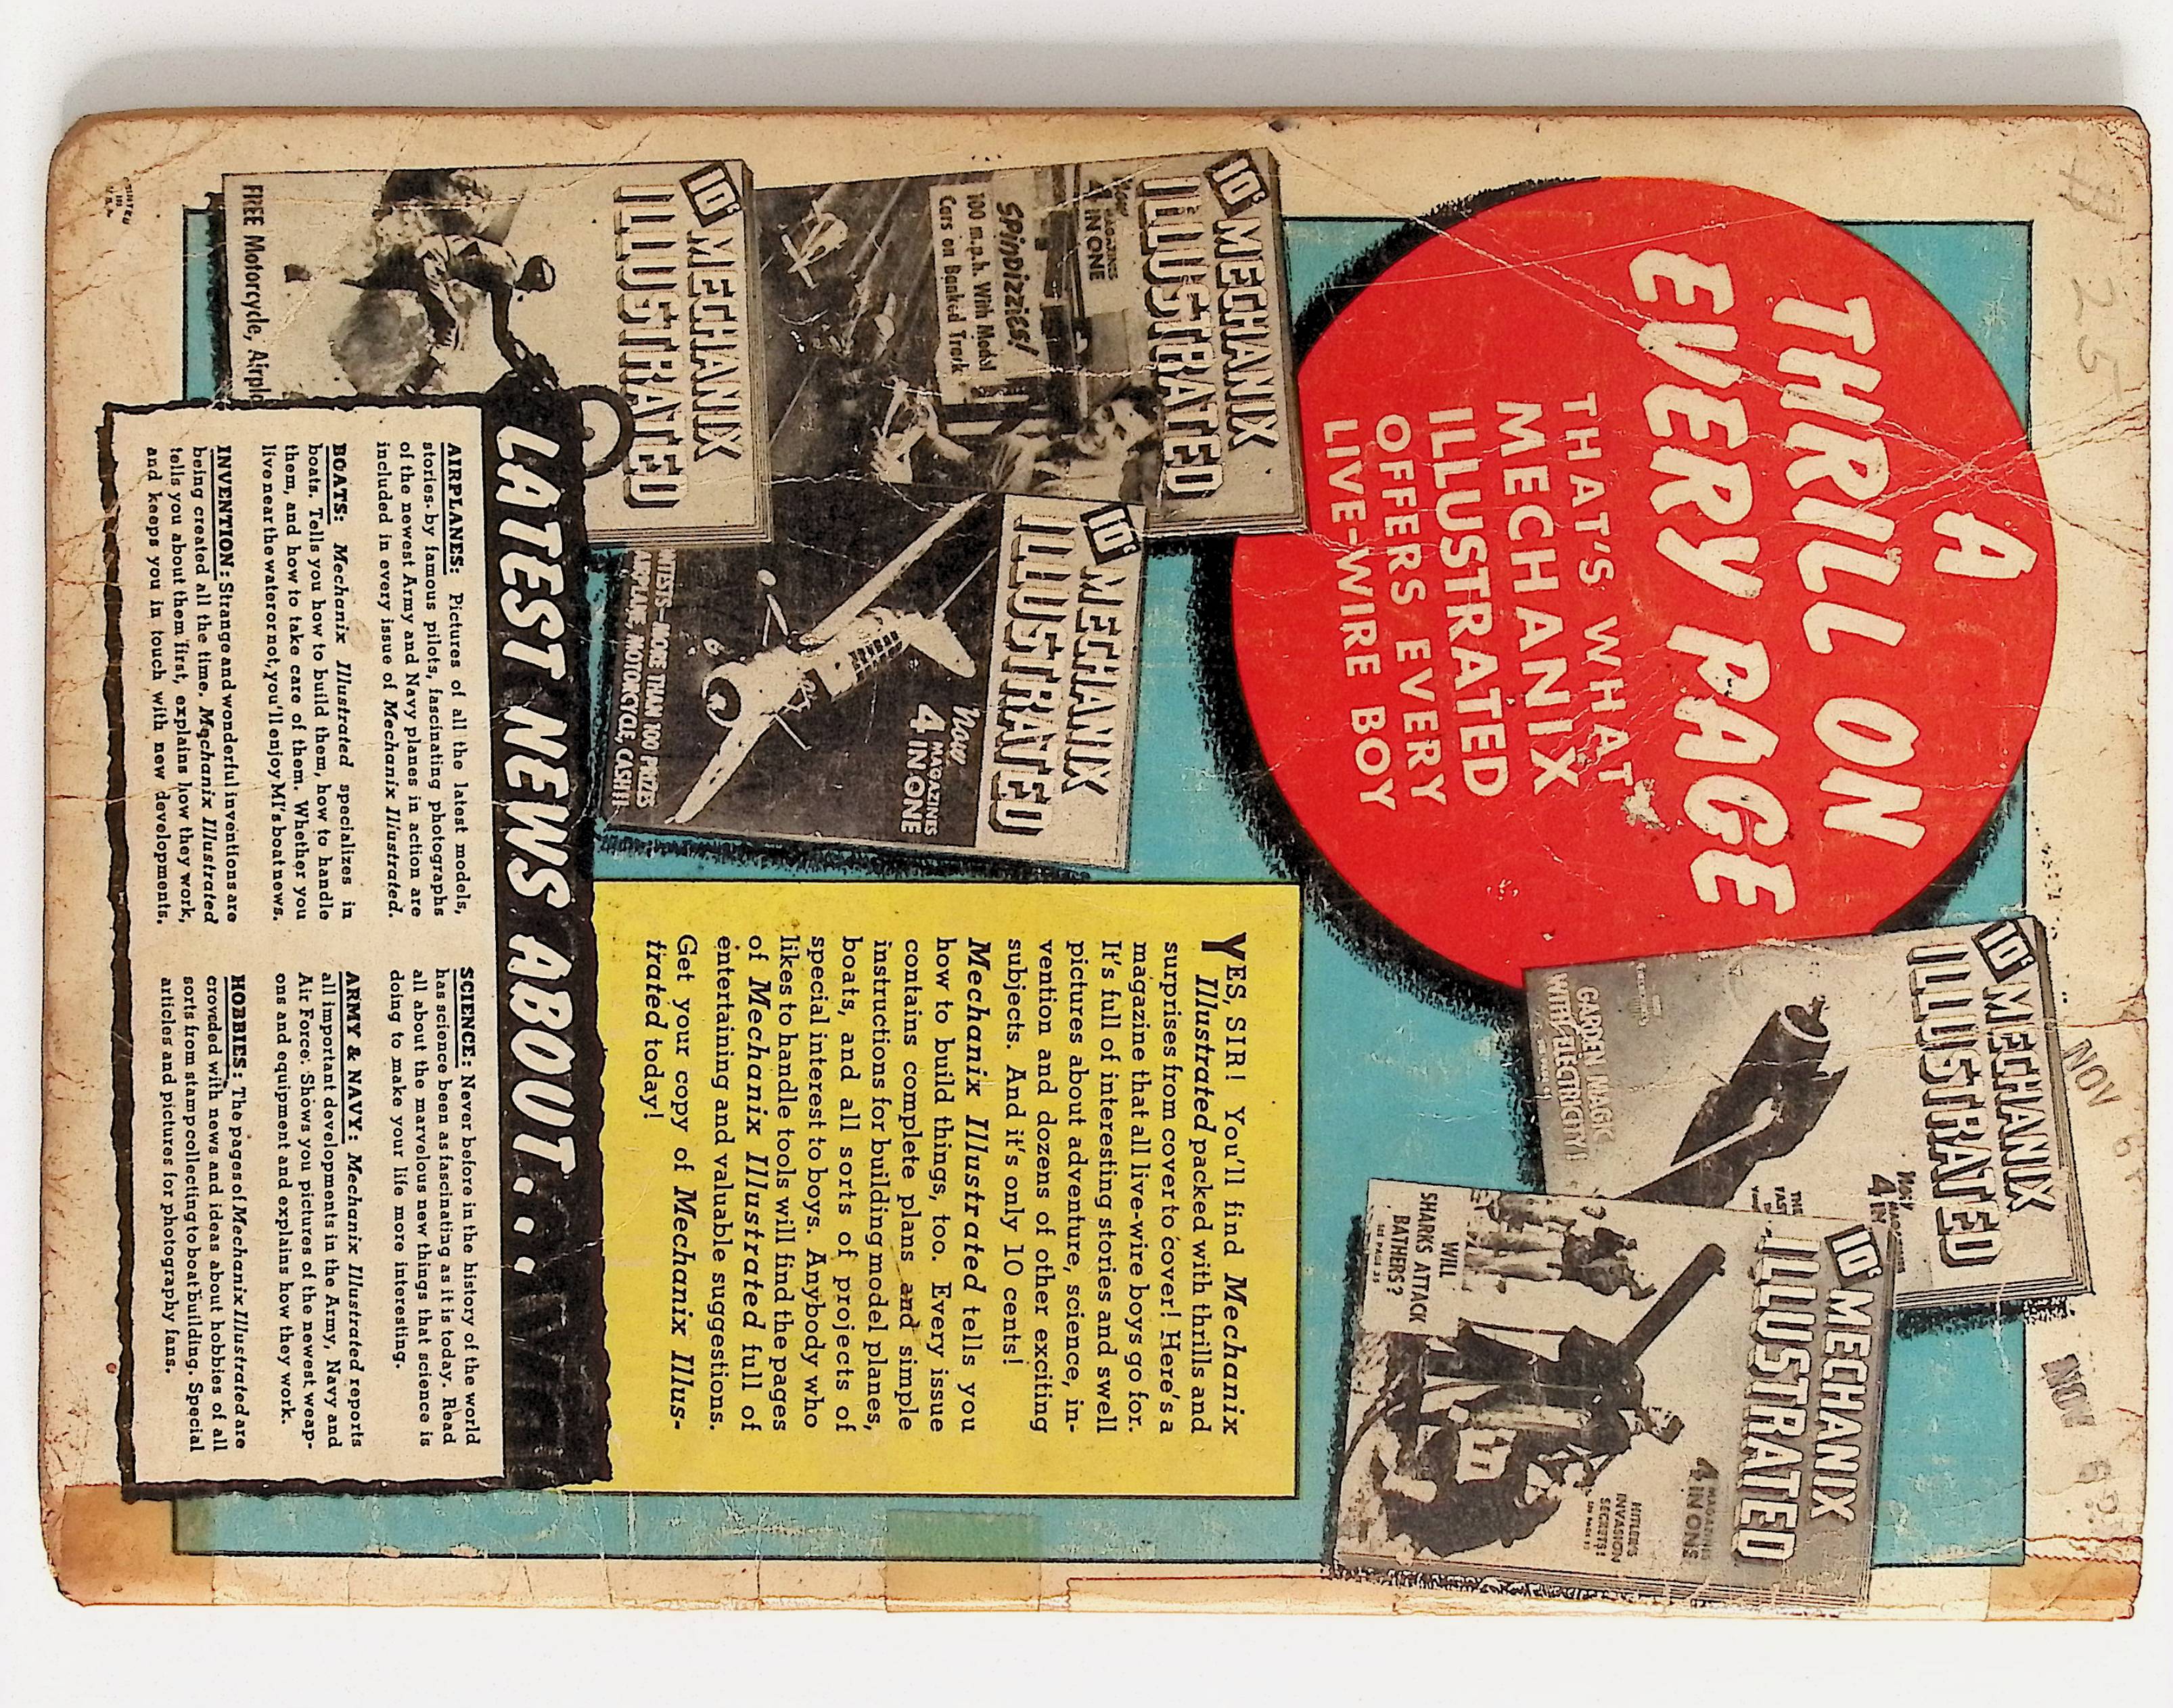 # 25
A
THRILL ON
EVERY PAGE
THAT'S WHAT
MECHANIX
ILLUSTRATED
OFFERS EVERY
LIVE-WIRE BOY
NOV
NOV
10¢ MECHANIX
ILLUSTRATED
GARDEN MAGIC
WITH ELECTRICITY!
10¢ MECHANIX
ILLUSTRATED
4 MAGAZINES
IN ONE
HITLER'S
INVASION
SECRETS!
WILL
SHARKS ATTACK
BATHERS?
SEE PAGE 35
10¢ MECHANIX
ILLUSTRATED
Now
4 MAGAZINES
IN ONE
SPINDIZZIES!
100 m.p.h. With Model
Cars on Banked Track
10¢ MECHANIX
ILLUSTRATED
Now
4 MAGAZINES
IN ONE
MORE THAN 100 PRIZES
AIRPLANE, MOTORCYCLE, CASH!!
10¢ MECHANIX
ILLUSTRATED
FREE Motorcycle,
YES, SIR! You'll find Mechanix
Illustrated packed with thrills and
surprises from cover to cover! Here's a
magazine that all live-wire boys go for.
It's full of interesting stories and swell
pictures about adventure, science, in-
vention and dozens of other exciting
subjects. And it's only 10 cents!
Mechanix Illustrated tells you
how to build things, too. Every issue
contains complete plans and simple
instructions for building model planes,
boats, and all sorts of projects of
special interest to boys. Anybody who
likes to handle tools will find the pages
of Mechanix Illustrated full of
entertaining and valuable suggestions.
Get your copy of Mechanix Illus-
trated today!
LATEST NEWS ABOUT...
AIRPLANES: Pictures of all the latest models,
stories by famous pilots, fascinating photographs
of the newest Army and Navy planes in action are
included in every issue of Mechanix Illustrated.
BOATS: Mechanix Illustrated specializes in
boats. Tells you how to build them, how to handle
them, and how to take care of them. Whether you
live near the water or not, you'll enjoy MI's boat news.
INVENTION: Strange and wonderful inventions are
being created all the time. Mechanix Illustrated
tells you about them first, explains how they work,
and keeps you in touch with new developments.
SCIENCE: Never before in the history of the world
has science been as fascinating as it is today. Read
all about the marvelous new things that science is
doing to make your life more interesting.
ARMY & NAVY: Mechanix Illustrated reports
all important developments in the Army, Navy and
Air Force. Shows you pictures of the newest weap-
ons and equipment and explains how they work.
HOBBIES: The pages of Mechanix Illustrated are
crowded with news and ideas about hobbies of all
sorts from stamp collecting to boat building. Special
articles and pictures for photography fans.
PRINTED
IN
U.S.A.